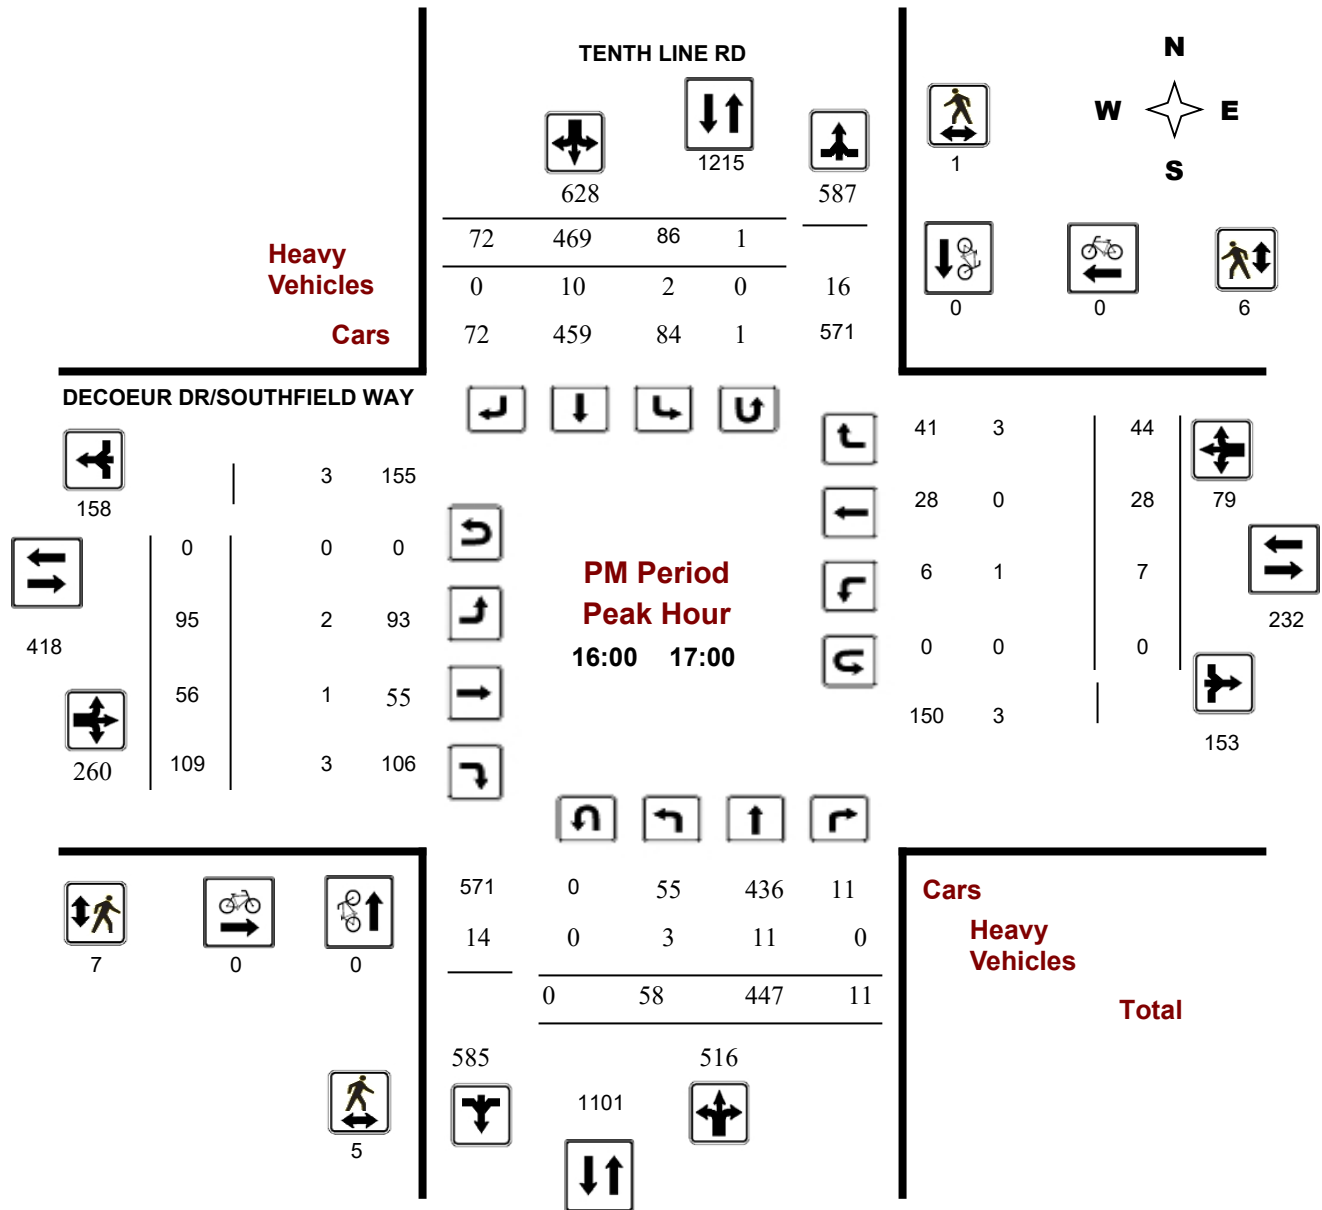 TENTH LINE RD
N
W E
S
1215
1
628 587
72 469 86 1
Heavy
Vehicles
0 10 2 0 16
0 0 6
Cars
72 459 84 1 571
DECOEUR DR/SOUTHFIELD WAY
41 3 44
3 155
158
28 0 28 79
0 0 0
PM Period
6 1 7
Peak Hour
95 2 93
232
418
16:00 17:00
0 0 0
56 1 55
150 3
153
260
109 3 106
571 0 55 436 11
Cars
14 0 3 11 0
Heavy
Vehicles
7 0 0
0 58 447 11
Total
585 516
1101
5